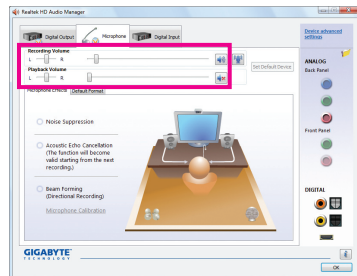 Realtek HD Audio Manager
Digital Output
Microphone
Digital Input
Device advanced
settings
Recording Volume
L
R
Set Default Device
Playback Volume
L
R
Microphone Effects
Default Format
ANALOG
Back Panel
Noise Suppression
Acoustic Echo Cancellation
(The function will become
valid starting from the next
recording.)
Front Panel
Beam Forming
(Directional Recording)
Microphone Calibration
DIGITAL
GIGABYTE
TECHNOLOGY
OK